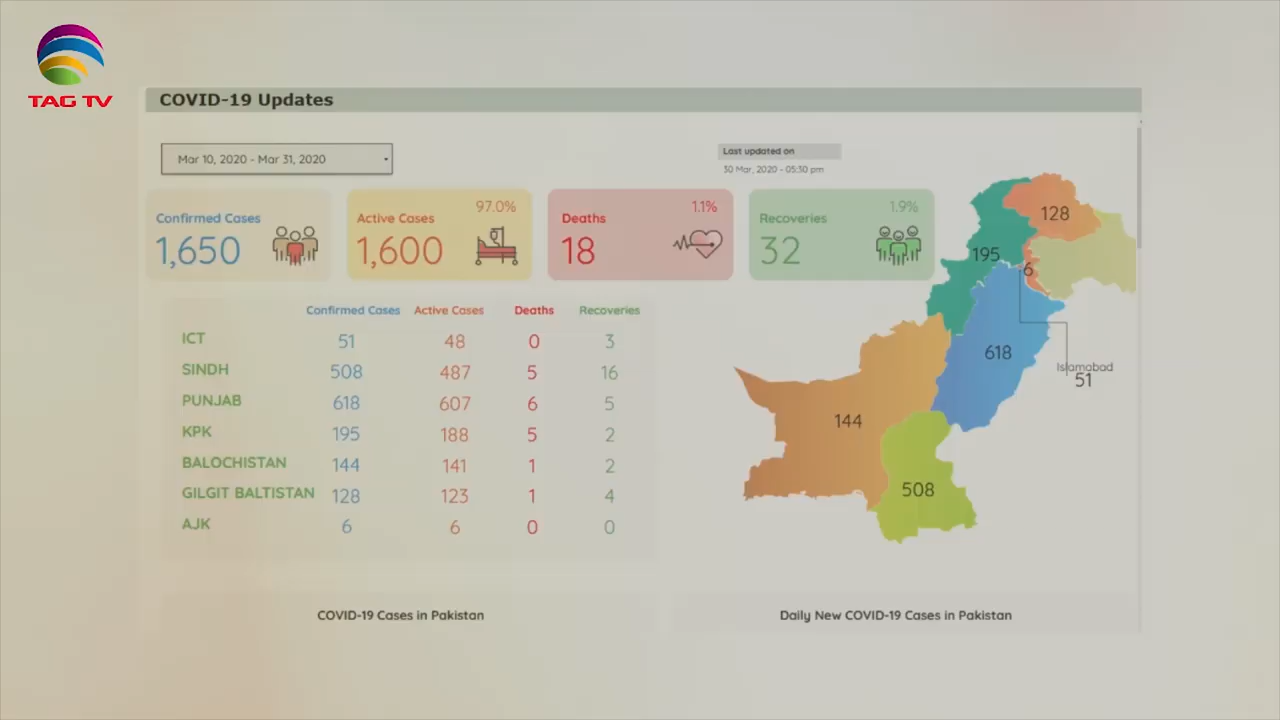 TAG TV
COVID-19 Updates
Mar 10, 2020 - Mar 31, 2020
Last updated on
30 Mar, 2020 - 05:30 pm
Confirmed Cases
1,650
97.0%
Active Cases
1,600
1.1%
Deaths
18
1.9%
Recoveries
32
Confirmed Cases Active Cases Deaths Recoveries
ICT 51 48 0 3
SINDH 508 487 5 16
PUNJAB 618 607 6 5
KPK 195 188 5 2
BALOCHISTAN 144 141 1 2
GILGIT BALTISTAN 128 123 1 4
AJK 6 6 0 0
128
195
6
618
Islamabad
51
144
508
COVID-19 Cases in Pakistan
Daily New COVID-19 Cases in Pakistan